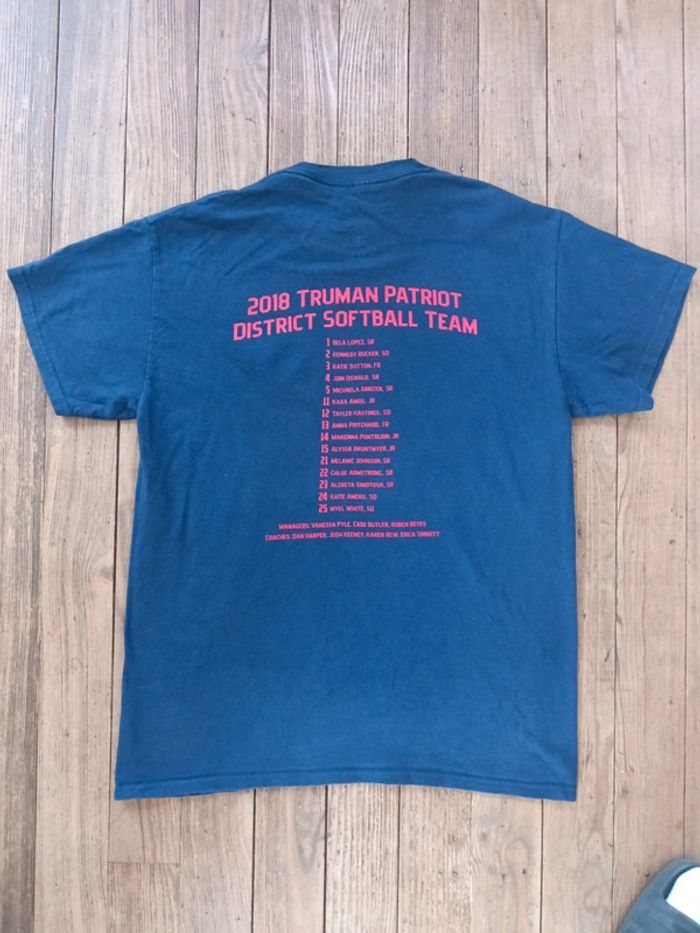 2018 TRUMAN PATRIOT
DISTRICT SOFTBALL TEAM
1 BELA LOPEZ, SR
2 KENNEDY RUCKER, SO
3 KATIE SUTTON, FR
4 JONI OSWALD, SR
5 MICHAELA ANNZEN, SR
11 KARA AMOS, JR
12 TAYLER HASTINGS, SO
13 ANNA PRITCHARD, FR
14 MAKENNA PONTALION, JR
15 ALYSSA BRUNTMYER, JR
21 MELANIE JOHNSON, SR
22 CHLOE ARMSTRONG, SR
23 ALZBETA SIMOTOVA, SR
24 KATIE AMEKU, SO
25 MYEL WHITE, SO
MANAGERS: VANESSA PYLE, CADE BUTLER, RUBEN REYES
COACHES: DAN HARPER, JOSH KEENEY, KAREN BEW, ERICA SINNOTT